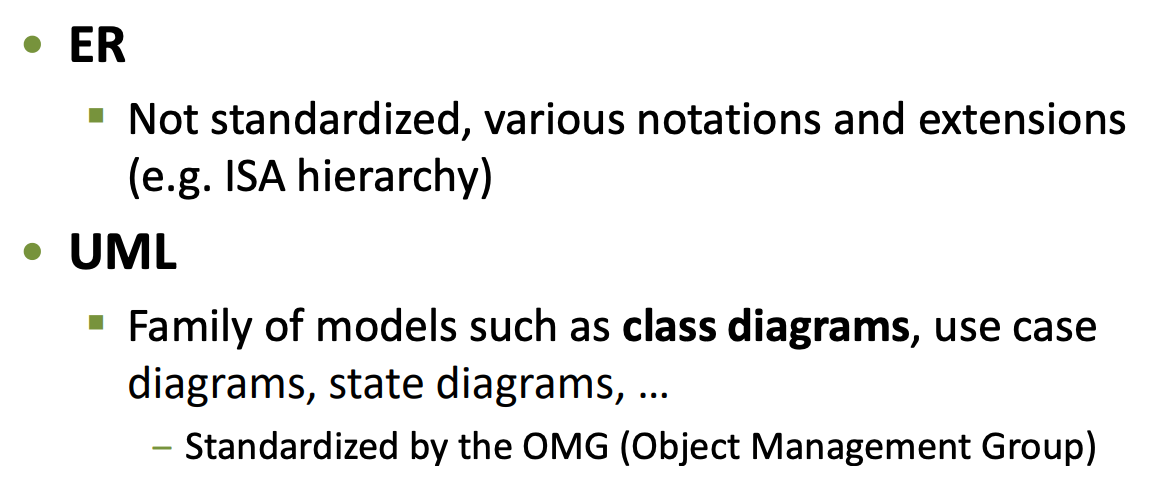 • ER
▪ Not standardized, various notations and extensions
(e.g. ISA hierarchy)
• UML
▪ Family of models such as class diagrams, use case
diagrams, state diagrams, ...
– Standardized by the OMG (Object Management Group)